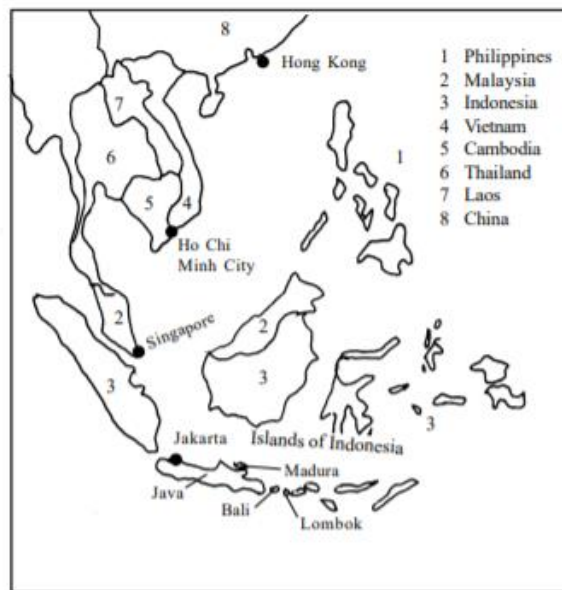 8
Hong Kong
1 Philippines
2 Malaysia
3 Indonesia
4 Vietnam
5 Cambodia
6 Thailand
7 Laos
8 China
7
6
1
5
4
Ho Chi
Minh City
2
Singapore
2
3
3
3
Islands of Indonesia
Jakarta
Madura
Java
Bali
Lombok